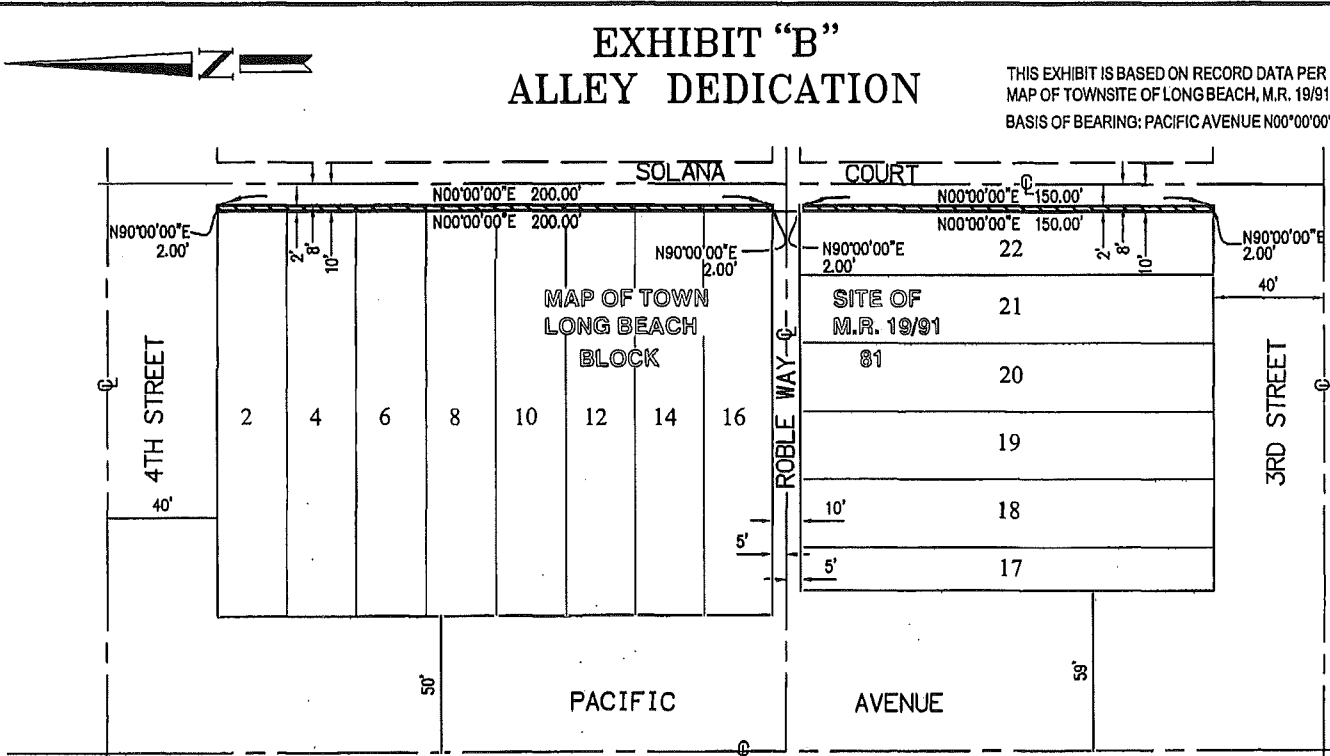 EXHIBIT “B”
ALLEY DEDICATION
THIS EXHIBIT IS BASED ON RECORD DATA PER
MAP OF TOWNSITE OF LONG BEACH, M.R. 19/91
BASIS OF BEARING: PACIFIC AVENUE N00°00'00"
N
SOLANA COURT
N00°00'00"E 200.00'
N00°00'00"E 150.00'
N00°00'00"E 200.00'
N00°00'00"E 150.00'
N90°00'00"E
2.00'
N90°00'00"E
2.00'
N90°00'00"E
2.00'
N90°00'00"E
2.00'
2'
8'
10'
2'
8'
10'
22
MAP OF TOWN
LONG BEACH
BLOCK
SITE OF
M.R. 19/91
81
21
40'
20
4TH STREET
2
4
6
8
10
12
14
16
ROBLE WAY
19
3RD STREET
40'
10'
18
5'
5'
17
50'
59'
PACIFIC AVENUE